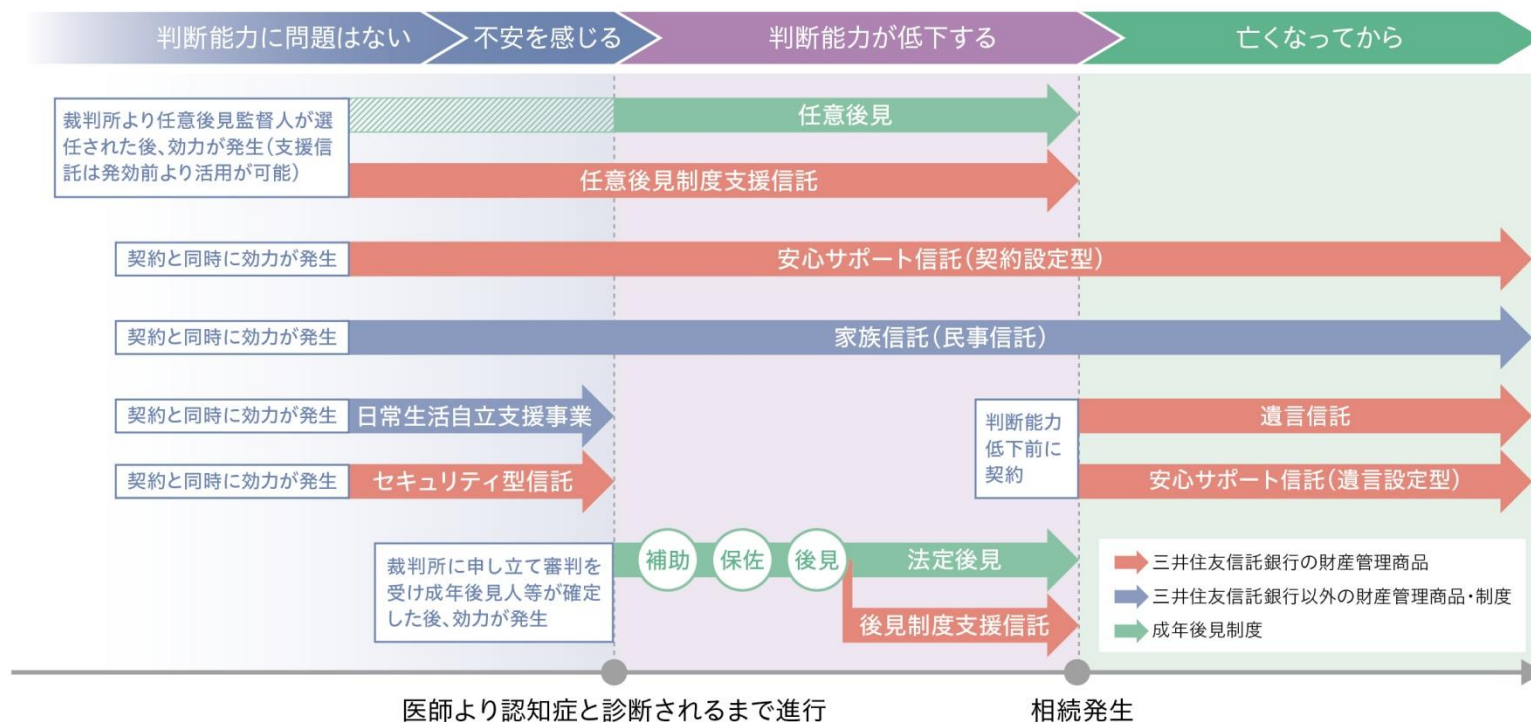 判断能力に問題はない
不安を感じる
判断能力が低下する
亡くなってから
裁判所より任意後見監督人が選
任された後、効力が発生(支援信
託は発効前より活用が可能)
任意後見
任意後見制度支援信託
契約と同時に効力が発生
安心サポート信託(契約設定型)
契約と同時に効力が発生
家族信託(民事信託)
契約と同時に効力が発生
日常生活自立支援事業
判断能力
低下前に
契約
遺言信託
契約と同時に効力が発生
セキュリティ型信託
安心サポート信託(遺言設定型)
裁判所に申し立て審判を
受け成年後見人等が確定
した後、効力が発生
補助
保佐
後見
法定後見
後見制度支援信託
三井住友信託銀行の財産管理商品
三井住友信託銀行以外の財産管理商品・制度
成年後見制度
医師より認知症と診断されるまで進行
相続発生